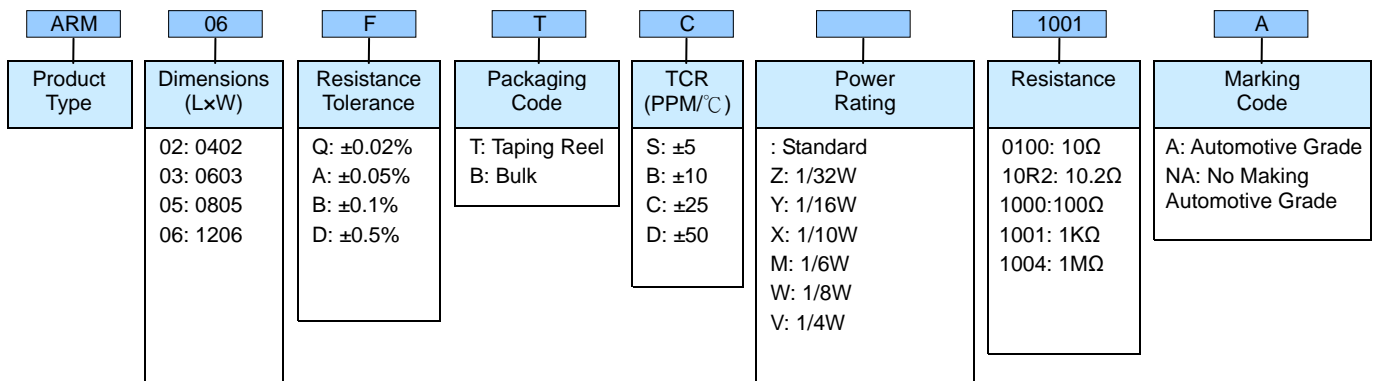 ARM 06 F T C 1001 A
Product Type
Dimensions (L×W)
Resistance Tolerance
Packaging Code
TCR (PPM/℃)
Power Rating
Resistance
Marking Code
02: 0402
03: 0603
05: 0805
06: 1206
Q: ±0.02%
A: ±0.05%
B: ±0.1%
D: ±0.5%
T: Taping Reel
B: Bulk
S: ±5
B: ±10
C: ±25
D: ±50
: Standard
Z: 1/32W
Y: 1/16W
X: 1/10W
M: 1/6W
W: 1/8W
V: 1/4W
0100: 10Ω
10R2: 10.2Ω
1000:100Ω
1001: 1KΩ
1004: 1MΩ
A: Automotive Grade
NA: No Making
Automotive Grade